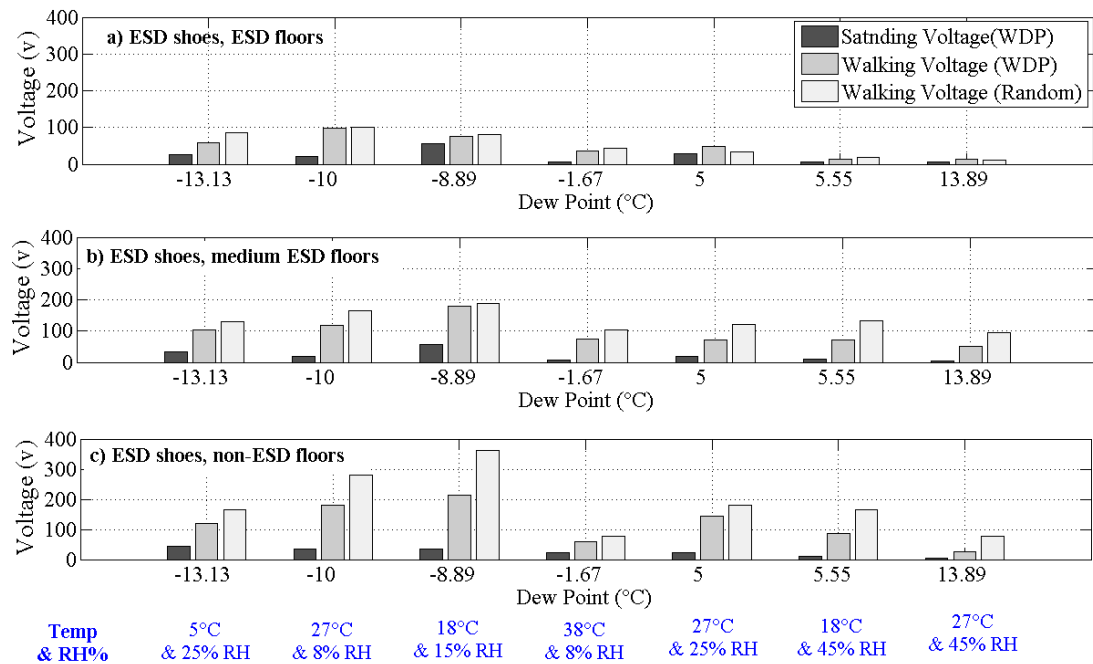 400
300
200
100
0
Voltage (v)
a) ESD shoes, ESD floors
Satnding Voltage(WDP)
Walking Voltage (WDP)
Walking Voltage (Random)
-13.13 -10 -8.89 -1.67 5 5.55 13.89
Dew Point (°C)
400
300
200
100
0
Voltage (v)
b) ESD shoes, medium ESD floors
-13.13 -10 -8.89 -1.67 5 5.55 13.89
Dew Point (°C)
400
300
200
100
0
Voltage (v)
c) ESD shoes, non-ESD floors
-13.13 -10 -8.89 -1.67 5 5.55 13.89
Dew Point (°C)
Temp 5°C 27°C 18°C 38°C 27°C 18°C 27°C
& RH% & 25% RH & 8% RH & 15% RH & 8% RH & 25% RH & 45% RH & 45% RH